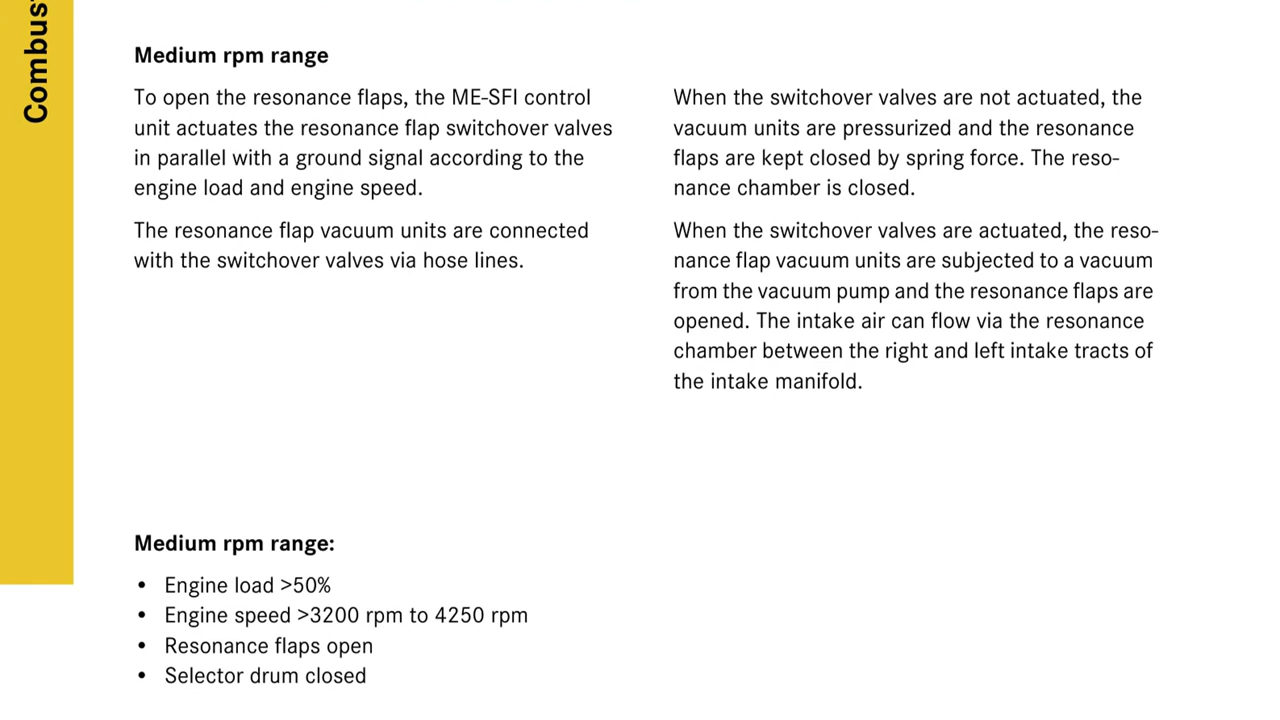 Combus
Medium rpm range
To open the resonance flaps, the ME-SFI control
unit actuates the resonance flap switchover valves
in parallel with a ground signal according to the
engine load and engine speed.
The resonance flap vacuum units are connected
with the switchover valves via hose lines.
When the switchover valves are not actuated, the
vacuum units are pressurized and the resonance
flaps are kept closed by spring force. The reso-
nance chamber is closed.
When the switchover valves are actuated, the reso-
nance flap vacuum units are subjected to a vacuum
from the vacuum pump and the resonance flaps are
opened. The intake air can flow via the resonance
chamber between the right and left intake tracts of
the intake manifold.
Medium rpm range:
• Engine load >50%
• Engine speed >3200 rpm to 4250 rpm
• Resonance flaps open
• Selector drum closed